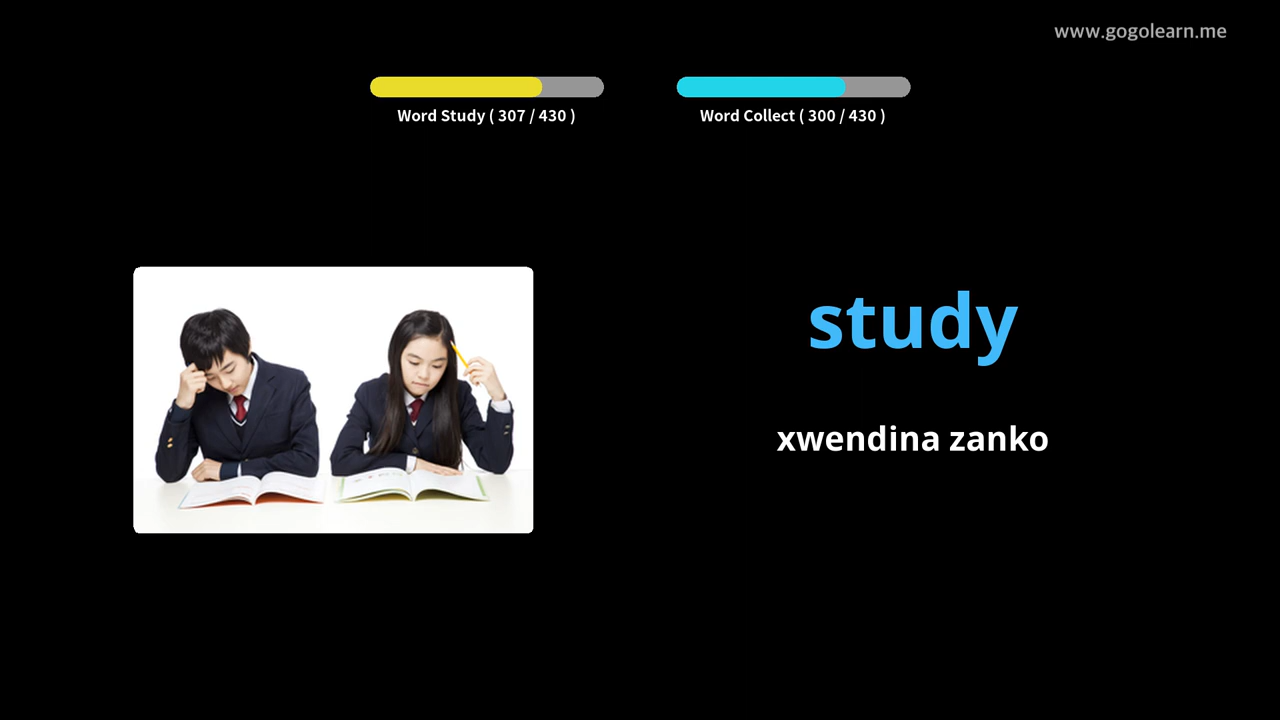 www.gogolearn.me
Word Study ( 307 / 430 )
Word Collect ( 300 / 430 )
study
xwendina zanko